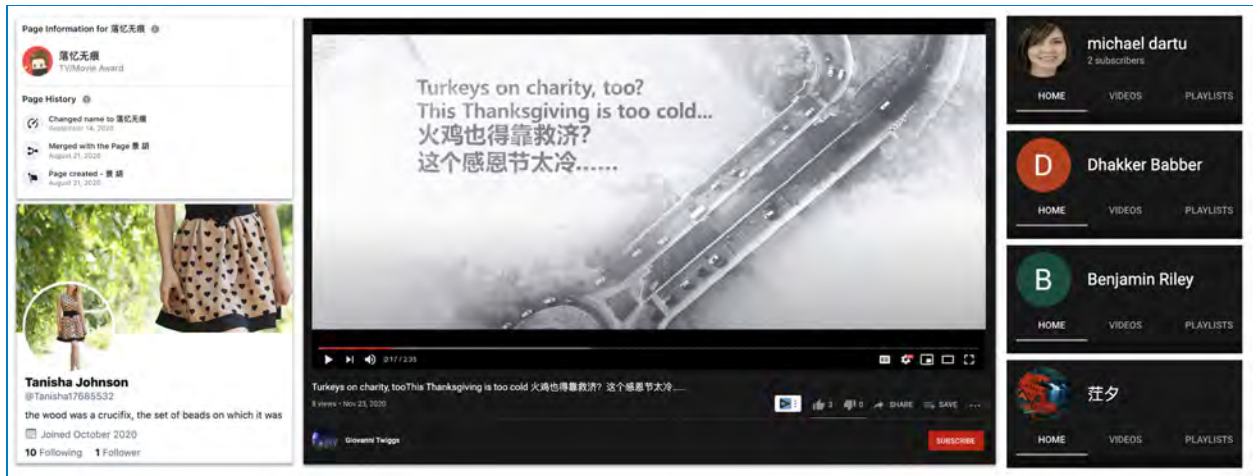 Page Information for 落忆无痕
落忆无痕
TV/Movie Award
Page History
Changed name to 落忆无痕
September 14, 2020
Merged with the Page 景 胡
August 21, 2020
Page created - 景 胡
August 21, 2020
Tanisha Johnson
@Tanisha17685532
the wood was a crucifix, the set of beads on which it was
Joined October 2020
10 Following 1 Follower
Turkeys on charity, too?
This Thanksgiving is too cold...
火鸡也得靠救济?
这个感恩节太冷......
0:17 / 2:35
Turkeys on charity, tooThis Thanksgiving is too cold 火鸡也得靠救济? 这个感恩节太冷......
8 views • Nov 23, 2020
3 0 SHARE SAVE ...
Giovanni Twiggs
SUBSCRIBE
michael dartu
2 subscribers
HOME VIDEOS PLAYLISTS
D
Dhakker Babber
HOME VIDEOS PLAYLISTS
B
Benjamin Riley
HOME VIDEOS PLAYLISTS
茳夕
HOME VIDEOS PLAYLISTS